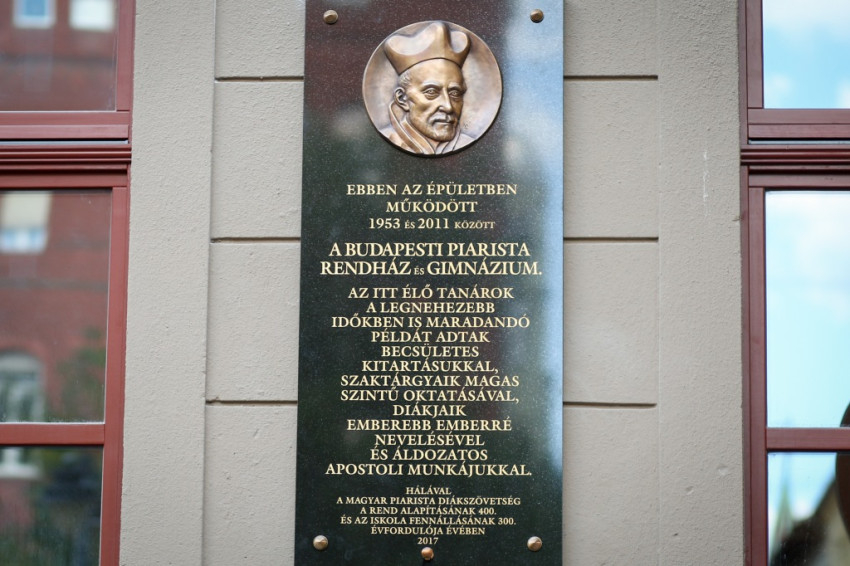 EBBEN AZ ÉPÜLETBEN
MŰKÖDÖTT
1953 ÉS 2011 KÖZÖTT
A BUDAPESTI PIARISTA
RENDHÁZ ÉS GIMNÁZIUM.
AZ ITT ÉLŐ TANÁROK
A LEGNEHEZEBB
IDŐKBEN IS MARADANDÓ
PÉLDÁT ADTAK
BECSÜLETES
KITARTÁSUKKAL,
SZAKTÁRGYAIK MAGAS
SZINTŰ OKTATÁSÁVAL,
DIÁKJAIK
EMBEREBB EMBERRÉ
NEVELÉSÉVEL
ÉS ÁLDOZATOS
APOSTOLI MUNKÁJUKKAL.
HÁLÁVAL
A MAGYAR PIARISTA DIÁKSZÖVETSÉG
A REND ALAPÍTÁSÁNAK 400.
ÉS AZ ISKOLA FENNÁLLÁSÁNAK 300.
ÉVFORDULÓJA ÉVÉBEN
2017